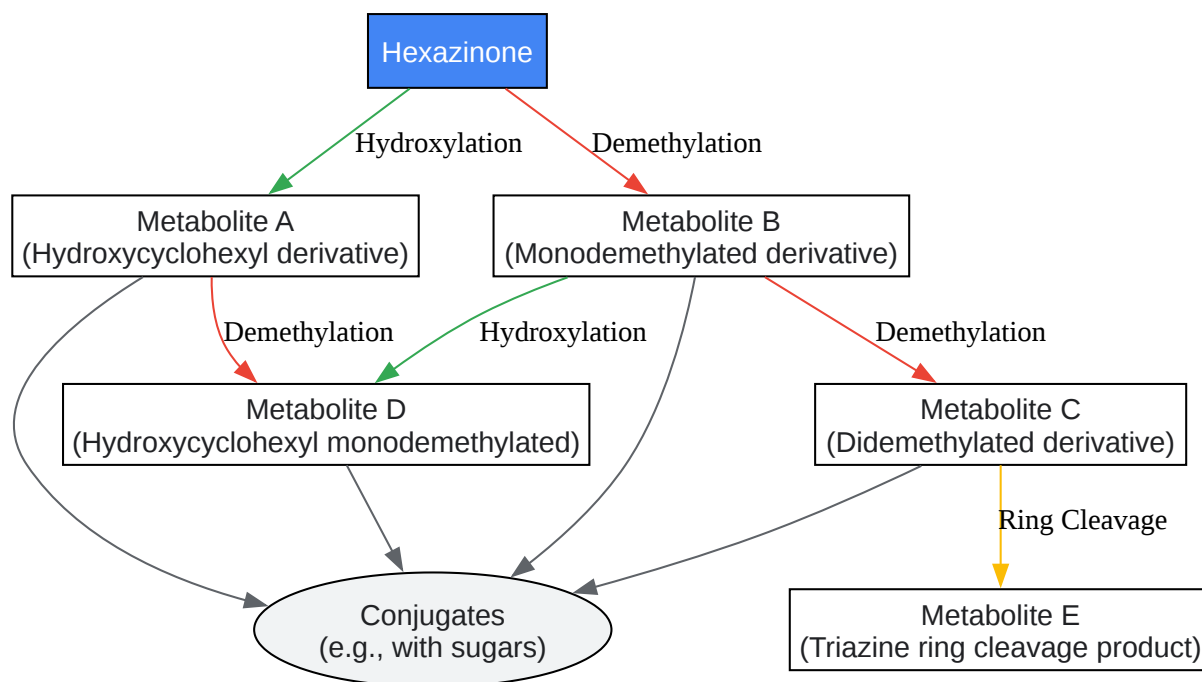 Hexazinone
Hydroxylation
Demethylation
Metabolite A
(Hydroxycyclohexyl derivative)
Metabolite B
(Monodemethylated derivative)
Demethylation
Hydroxylation
Demethylation
Metabolite D
(Hydroxycyclohexyl monodemethylated)
Metabolite C
(Didemethylated derivative)
Ring Cleavage
Conjugates
(e.g., with sugars)
Metabolite E
(Triazine ring cleavage product)